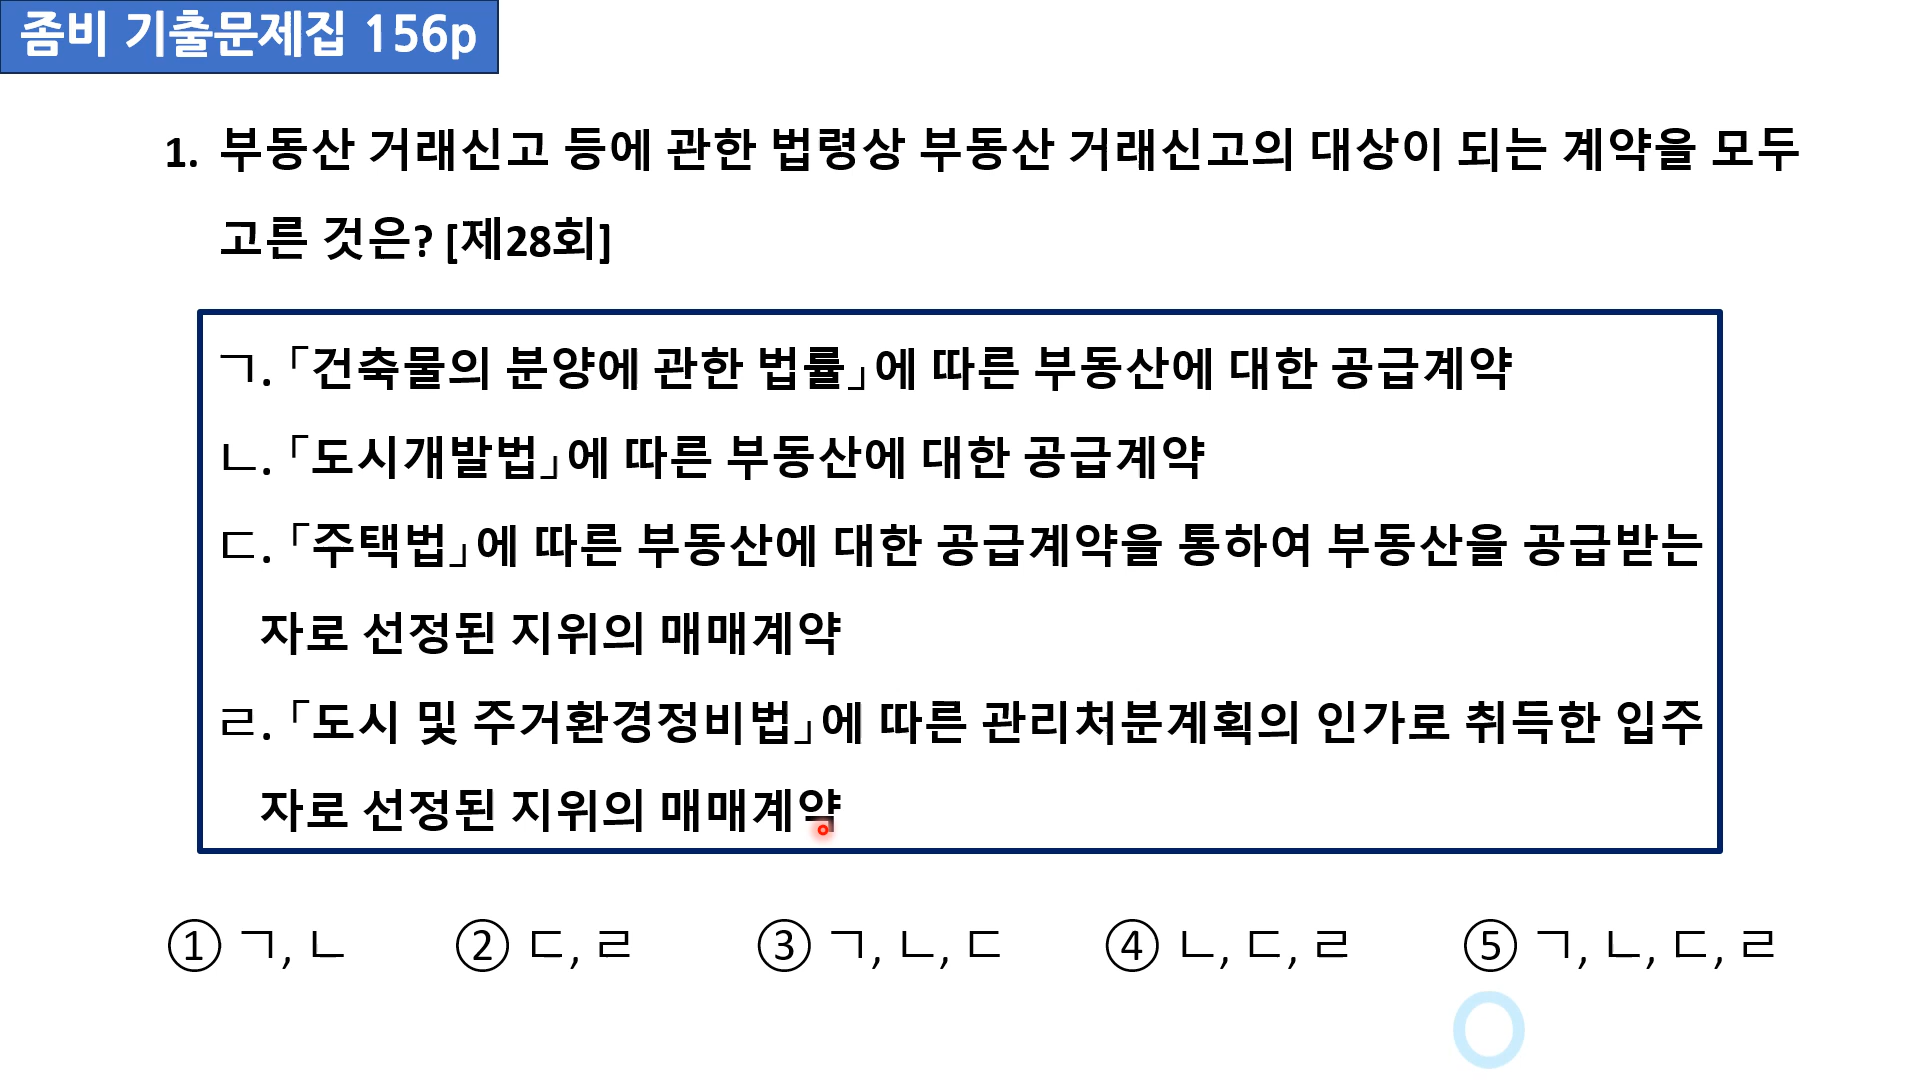 좀비 기출문제집 156p
1. 부동산 거래신고 등에 관한 법령상 부동산 거래신고의 대상이 되는 계약을 모두
고른 것은? [제28회]
ㄱ. 「건축물의 분양에 관한 법률」에 따른 부동산에 대한 공급계약
ㄴ. 「도시개발법」에 따른 부동산에 대한 공급계약
ㄷ. 「주택법」에 따른 부동산에 대한 공급계약을 통하여 부동산을 공급받는
자로 선정된 지위의 매매계약
ㄹ. 「도시 및 주거환경정비법」에 따른 관리처분계획의 인가로 취득한 입주
자로 선정된 지위의 매매계약
① ㄱ, ㄴ ② ㄷ, ㄹ ③ ㄱ, ㄴ, ㄷ ④ ㄴ, ㄷ, ㄹ ⑤ ㄱ, ㄴ, ㄷ, ㄹ